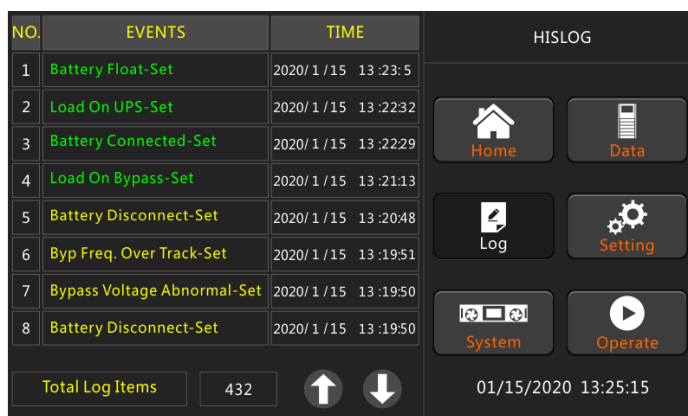 NO. EVENTS TIME
1 Battery Float-Set 2020/ 1 /15 13 :23: 5
2 Load On UPS-Set 2020/ 1 /15 13 :22:32
3 Battery Connected-Set 2020/ 1 /15 13 :22:29
4 Load On Bypass-Set 2020/ 1 /15 13 :21:13
5 Battery Disconnect-Set 2020/ 1 /15 13 :20:48
6 Byp Freq. Over Track-Set 2020/ 1 /15 13 :19:51
7 Bypass Voltage Abnormal-Set 2020/ 1 /15 13 :19:50
8 Battery Disconnect-Set 2020/ 1 /15 13 :19:50
Total Log Items 432
HISLOG
Home Data
Log Setting
System Operate
01/15/2020 13:25:15